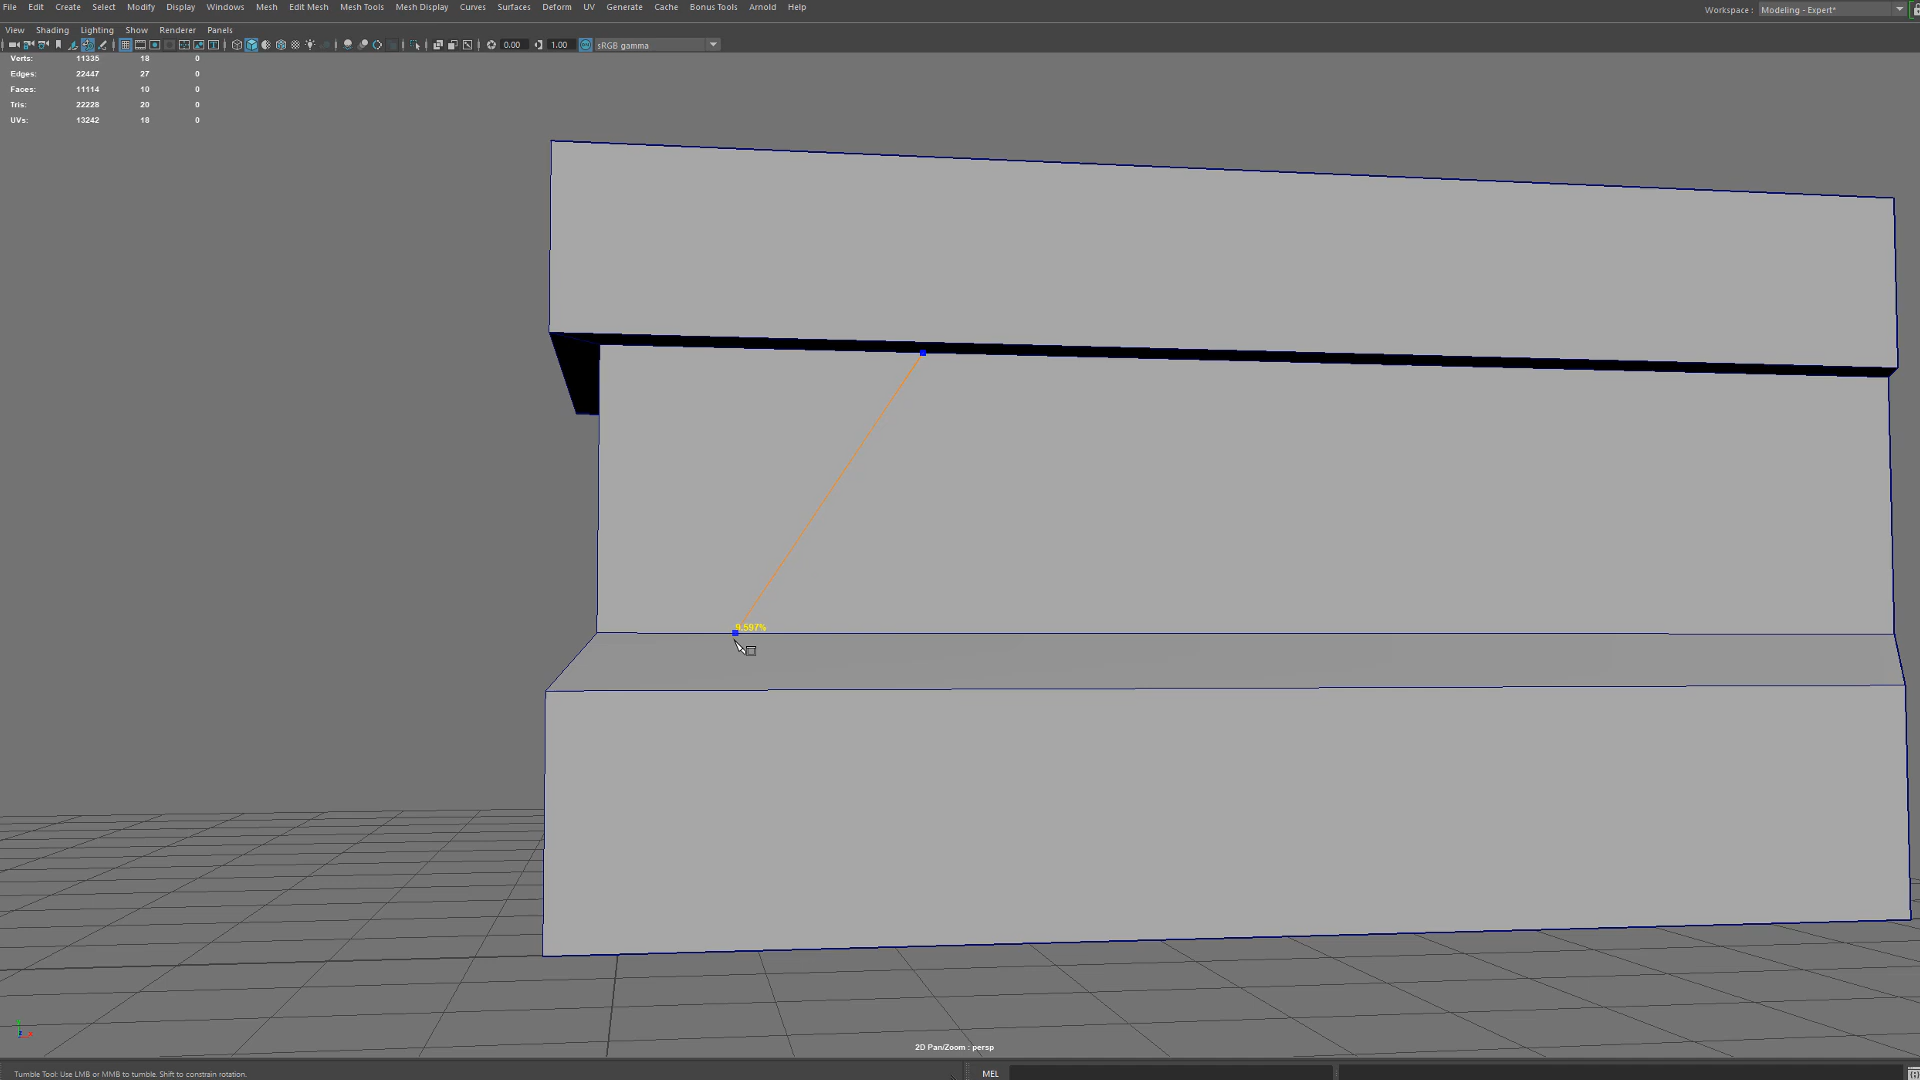 File Edit Create Select Modify Display Windows Mesh Edit Mesh Mesh Tools Mesh Display Curves Surfaces Deform UV Generate Cache Bonus Tools Arnold Help
Workspace : Modeling - Expert*
View Shading Lighting Show Renderer Panels
0.00 1.00 sRGB gamma
Verts: 11335 18 0
Edges: 22447 27 0
Faces: 11114 10 0
Tris: 22228 20 0
UVs: 13242 18 0
9.597%
2D Pan/Zoom : persp
Tumble Tool: Use LMB or MMB to tumble. Shift to constrain rotation.
MEL